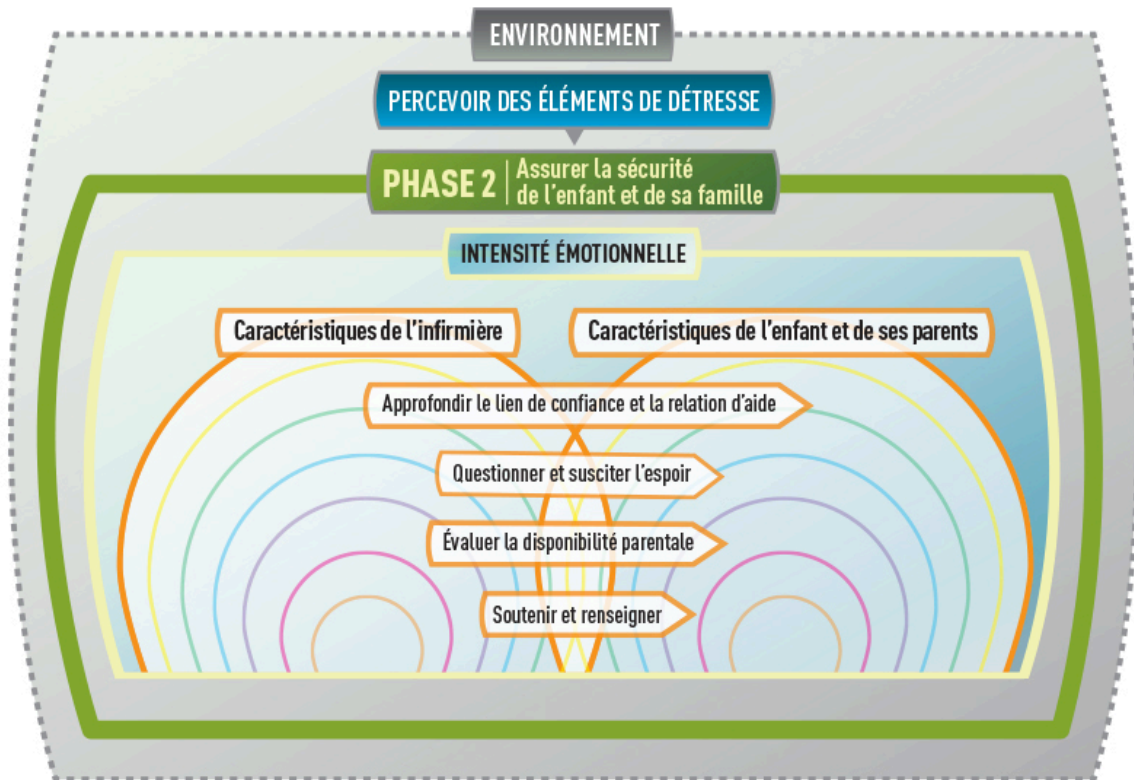 ENVIRONNEMENT
PERCEVOIR DES ÉLÉMENTS DE DÉTRESSE
PHASE 2 | Assurer la sécurité
de l'enfant et de sa famille
INTENSITÉ ÉMOTIONNELLE
Caractéristiques de l'infirmière
Caractéristiques de l'enfant et de ses parents
Approfondir le lien de confiance et la relation d'aide
Questionner et susciter l'espoir
Évaluer la disponibilité parentale
Soutenir et renseigner